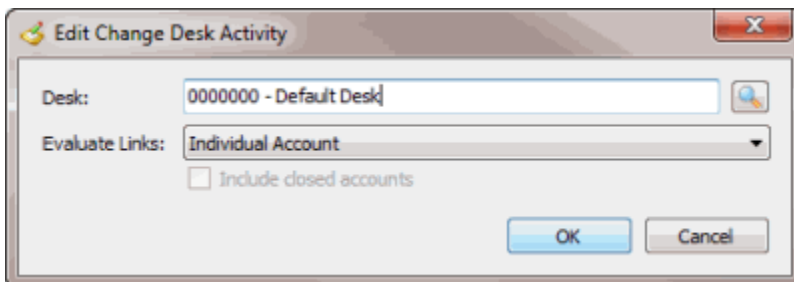 Edit Change Desk Activity
Desk: 0000000 - Default Desk
Evaluate Links: Individual Account
Include closed accounts
OK Cancel